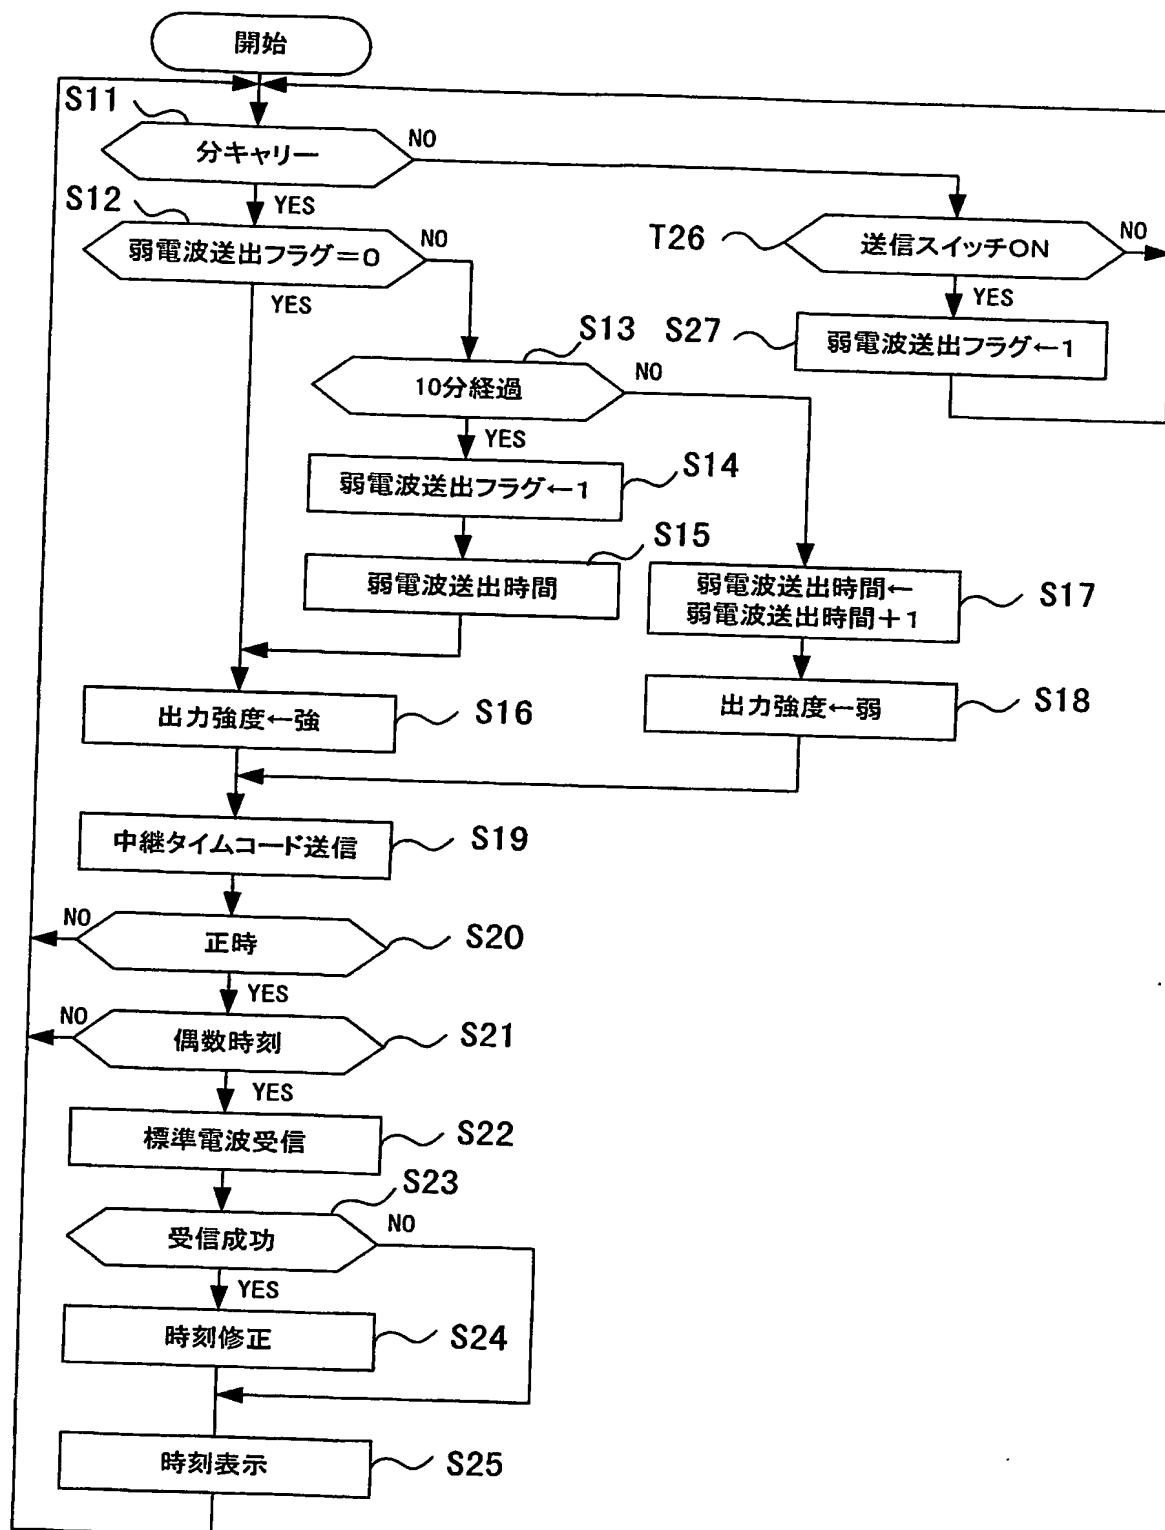 開始
S11
分キャリー
NO
YES
S12
弱電波送出フラグ=0
NO
YES
T26
送信スイッチON
NO
YES
S27
弱電波送出フラグ←1
S13
10分経過
NO
YES
S14
弱電波送出フラグ←1
S15
弱電波送出時間
S17
弱電波送出時間←
弱電波送出時間+1
S16
出力強度←強
S18
出力強度←弱
S19
中継タイムコード送信
NO
正時
S20
YES
NO
偶数時刻
S21
YES
標準電波受信
S22
S23
受信成功
NO
YES
時刻修正
S24
時刻表示
S25